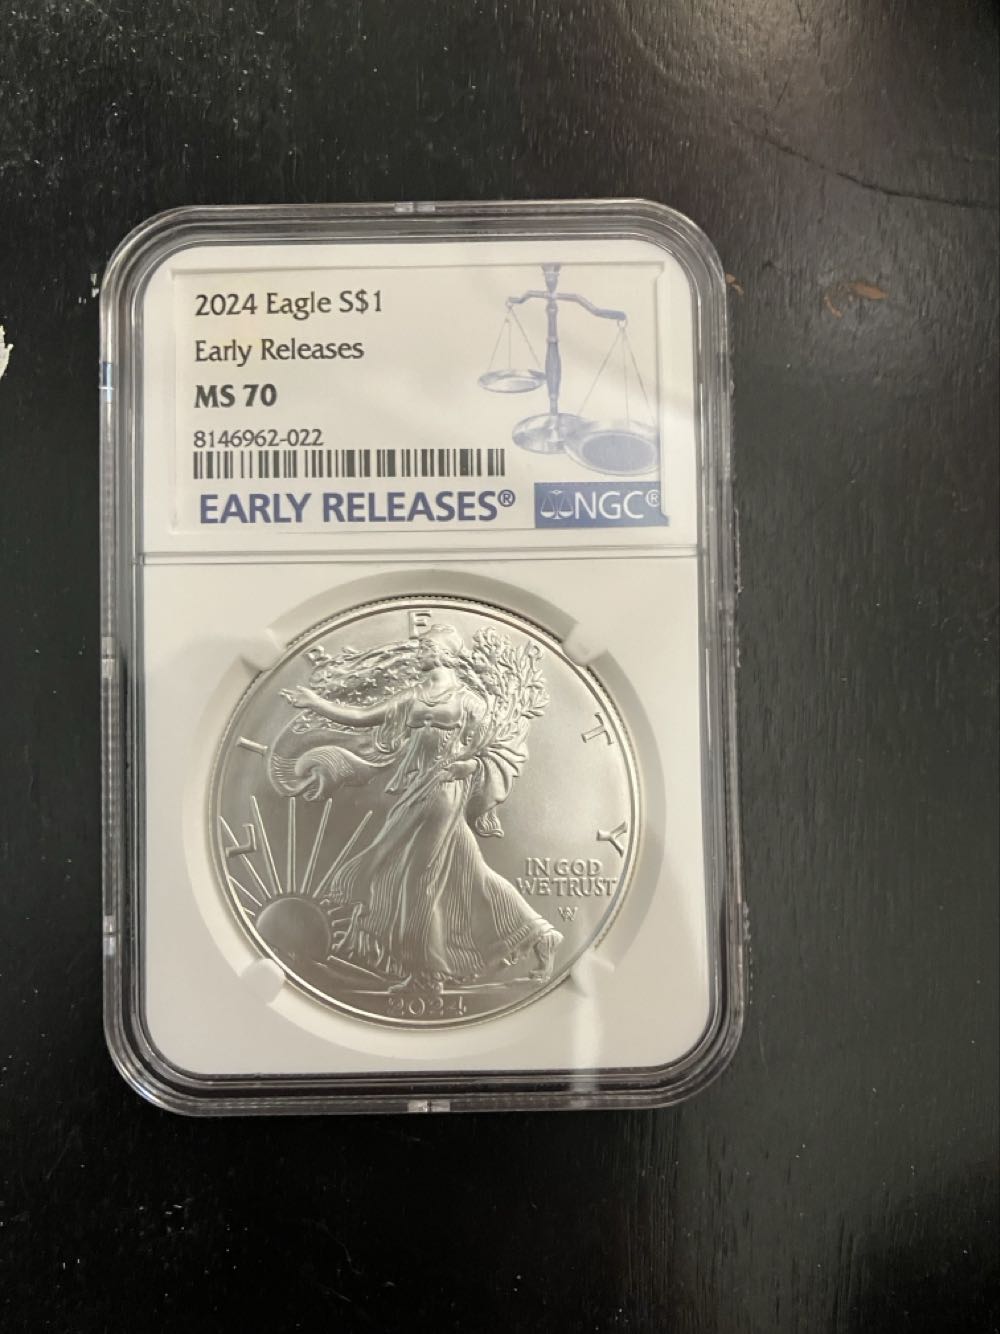 2024 Eagle S$1
Early Releases
MS 70
8146962-022
EARLY RELEASES®
NGC®
LIBERTY
IN GOD
WE TRUST
2024